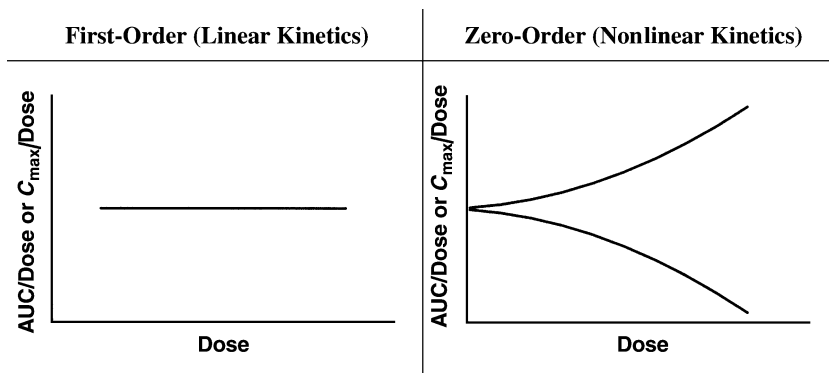 First-Order (Linear Kinetics)
Zero-Order (Nonlinear Kinetics)
AUC/Dose or Cmax/Dose
Dose
AUC/Dose or Cmax/Dose
Dose